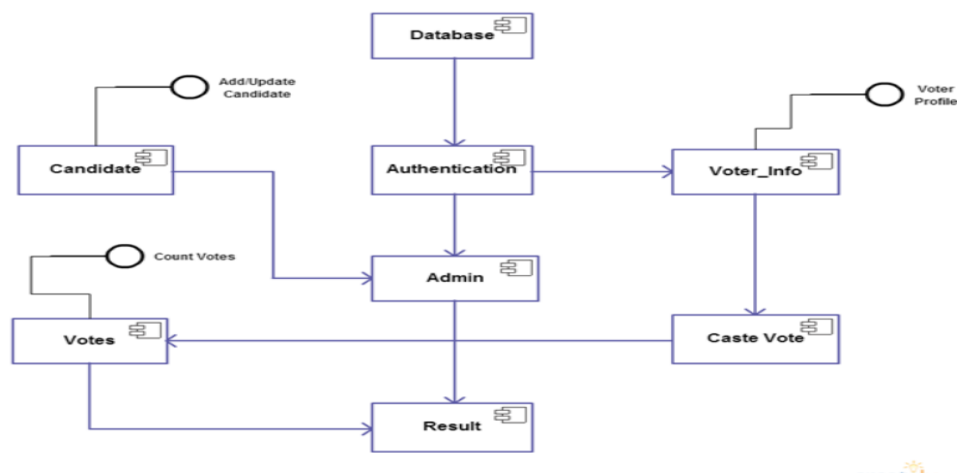 Database
Add/Update
Candidate
Voter
Profile
Candidate
Authentication
Voter_Info
Count Votes
Admin
Votes
Caste Vote
Result